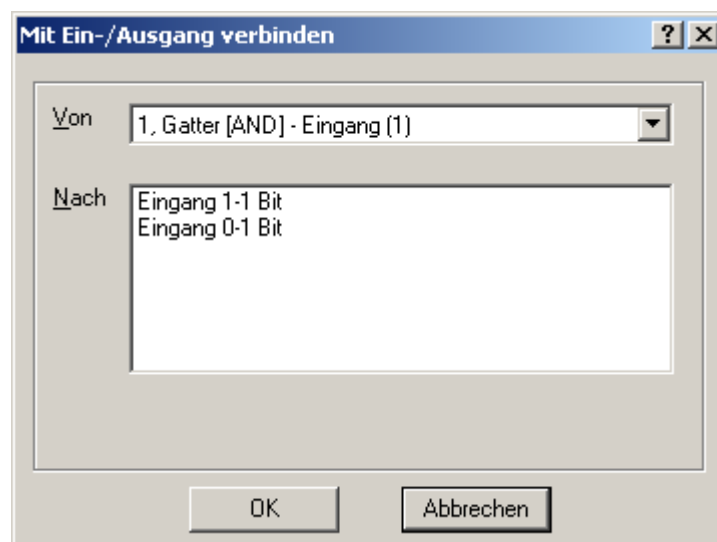 Mit Ein-/Ausgang verbinden
Von
1, Gatter [AND] - Eingang (1)
Nach
Eingang 1-1 Bit
Eingang 0-1 Bit
OK
Abbrechen